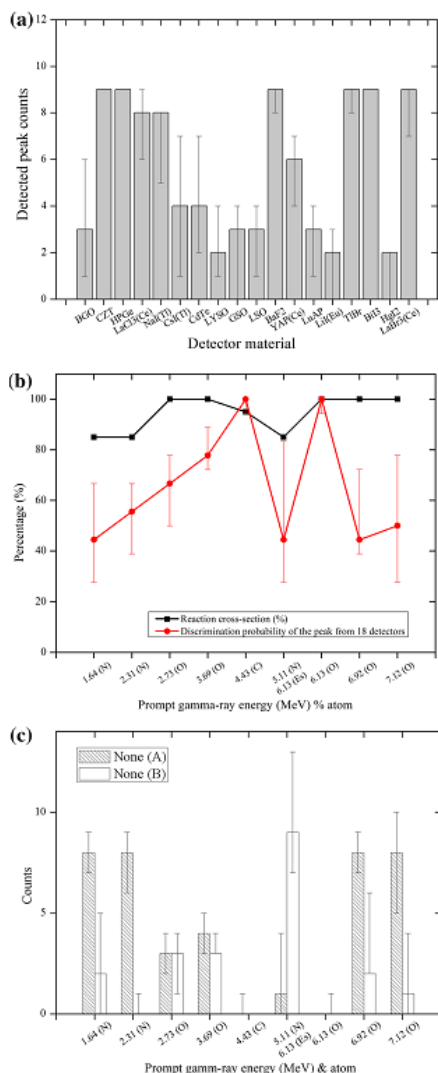 (a)
12
10
8
6
4
2
0
Detected peak counts
BGO
CZT
HPGe
LaCl3(Ce)
NaI(Tl)
CsI(Tl)
CdTe
LYSO
GSO
LSO
BaF2
YAP(Ce)
LuAP
LiI(Eu)
TlBr
BiI3
HgI2
LaBr3(Ce)
Detector material
(b)
100
80
60
40
20
0
Percentage (%)
Reaction cross-section (%)
Discrimination probability of the peak from 18 detectors
1.64 (N)
2.31 (N)
2.73 (O)
3.69 (O)
4.43 (C)
5.11 (N)
6.13 (Es)
6.13 (O)
6.92 (O)
7.12 (O)
Prompt gamma-ray energy (MeV) % atom
(c)
None (A)
None (B)
10
5
0
Counts
1.64 (N)
2.31 (N)
2.73 (O)
3.69 (O)
4.43 (C)
5.11 (N)
6.13 (Es)
6.13 (O)
6.92 (O)
7.12 (O)
Prompt gamma-ray energy (MeV) & atom